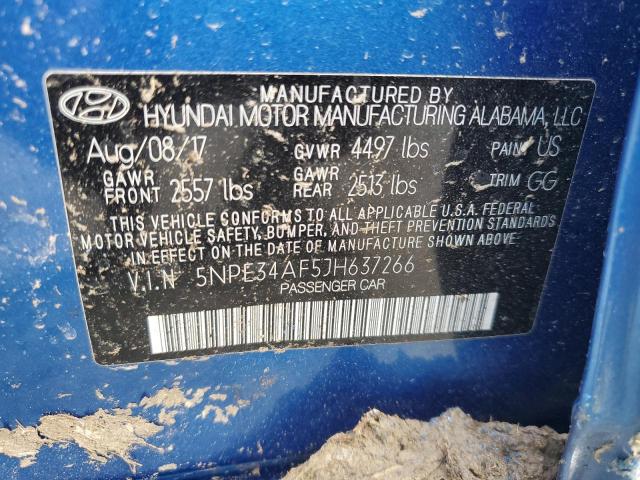 MANUFACTURED BY
HYUNDAI MOTOR MANUFACTURING ALABAMA, LLC
Aug/08/17 GVWR 4497 lbs PAINT US
GAWR FRONT 2557 lbs GAWR REAR 2513 lbs TRIM GG
THIS VEHICLE CONFORMS TO ALL APPLICABLE U.S.A. FEDERAL
MOTOR VEHICLE SAFETY, BUMPER, AND THEFT PREVENTION STANDARDS
IN EFFECT ON THE DATE OF MANUFACTURE SHOWN ABOVE.
V.I.N 5NPE34AF5JH637266
PASSENGER CAR